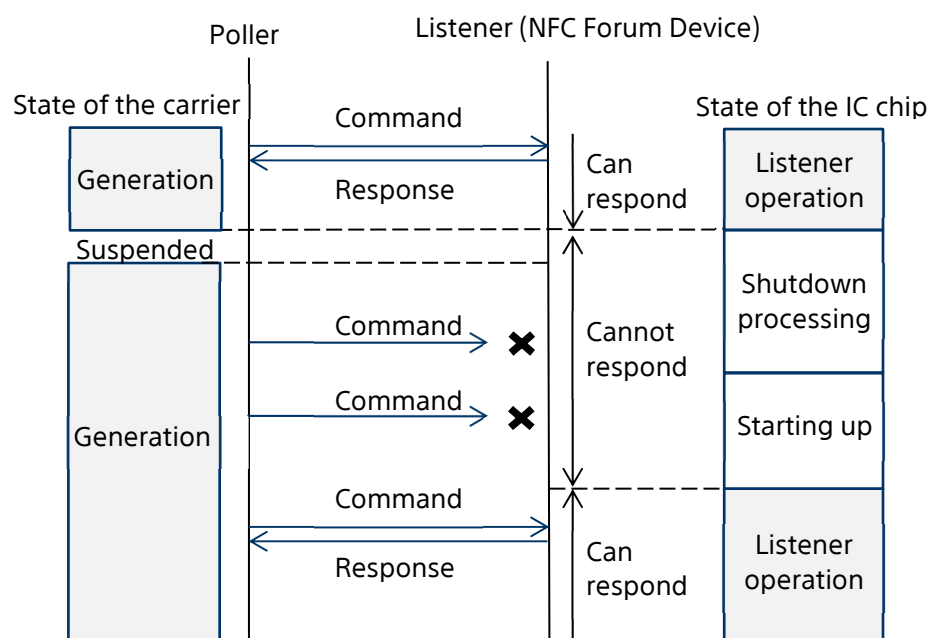 Poller
Listener (NFC Forum Device)
State of the carrier
State of the IC chip
Command
Generation
Response
Can
respond
Listener
operation
Suspended
Shutdown
processing
Command
Cannot
respond
Command
Generation
Starting up
Command
Response
Can
respond
Listener
operation